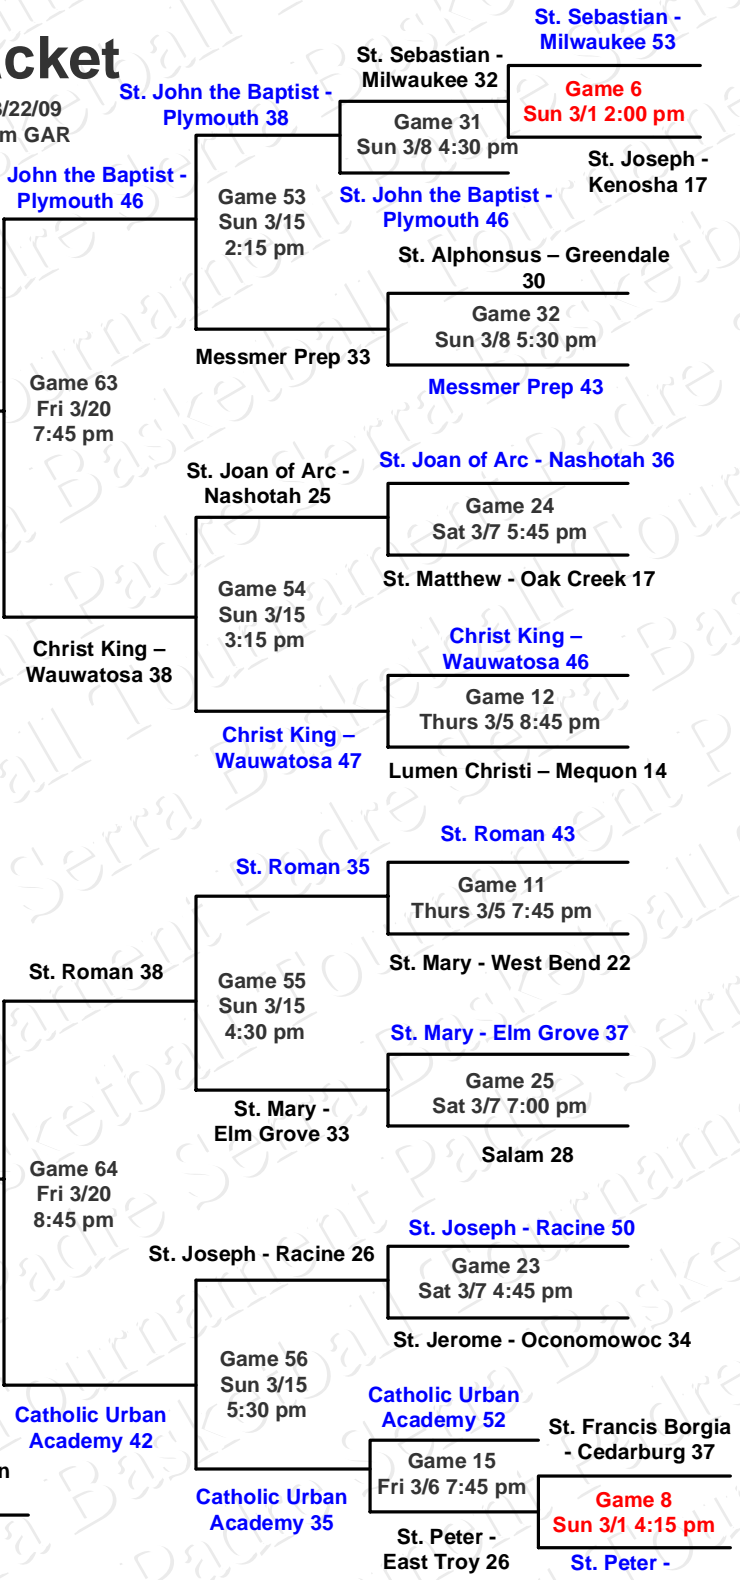 St. Sebastian -
Milwaukee 53
cket
St. Sebastian -
Milwaukee 32
Game 6
Sun 3/1 2:00 pm
St. John the Baptist -
Plymouth 38
/22/09
m GAR
Game 31
Sun 3/8 4:30 pm
St. Joseph -
Kenosha 17
John the Baptist -
Plymouth 46
Game 53
Sun 3/15
2:15 pm
St. John the Baptist -
Plymouth 46
St. Alphonsus – Greendale
30
Game 32
Sun 3/8 5:30 pm
Messmer Prep 33
Messmer Prep 43
Game 63
Fri 3/20
7:45 pm
St. Joan of Arc -
Nashotah 25
St. Joan of Arc - Nashotah 36
Game 24
Sat 3/7 5:45 pm
St. Matthew - Oak Creek 17
Game 54
Sun 3/15
3:15 pm
Christ King –
Wauwatosa 38
Christ King –
Wauwatosa 46
Game 12
Thurs 3/5 8:45 pm
Christ King –
Wauwatosa 47
Lumen Christi – Mequon 14
St. Roman 43
St. Roman 35
Game 11
Thurs 3/5 7:45 pm
St. Mary - West Bend 22
St. Roman 38
Game 55
Sun 3/15
4:30 pm
St. Mary - Elm Grove 37
Game 25
Sat 3/7 7:00 pm
St. Mary -
Elm Grove 33
Salam 28
Game 64
Fri 3/20
8:45 pm
St. Joseph - Racine 50
St. Joseph - Racine 26
Game 23
Sat 3/7 4:45 pm
St. Jerome - Oconomowoc 34
Game 56
Sun 3/15
5:30 pm
Catholic Urban
Academy 42
Catholic Urban
Academy 52
St. Francis Borgia
- Cedarburg 37
Game 15
Fri 3/6 7:45 pm
n
Catholic Urban
Academy 35
Game 8
Sun 3/1 4:15 pm
St. Peter -
East Troy 26
St. Peter -
Padre Serra Basketball Tournament